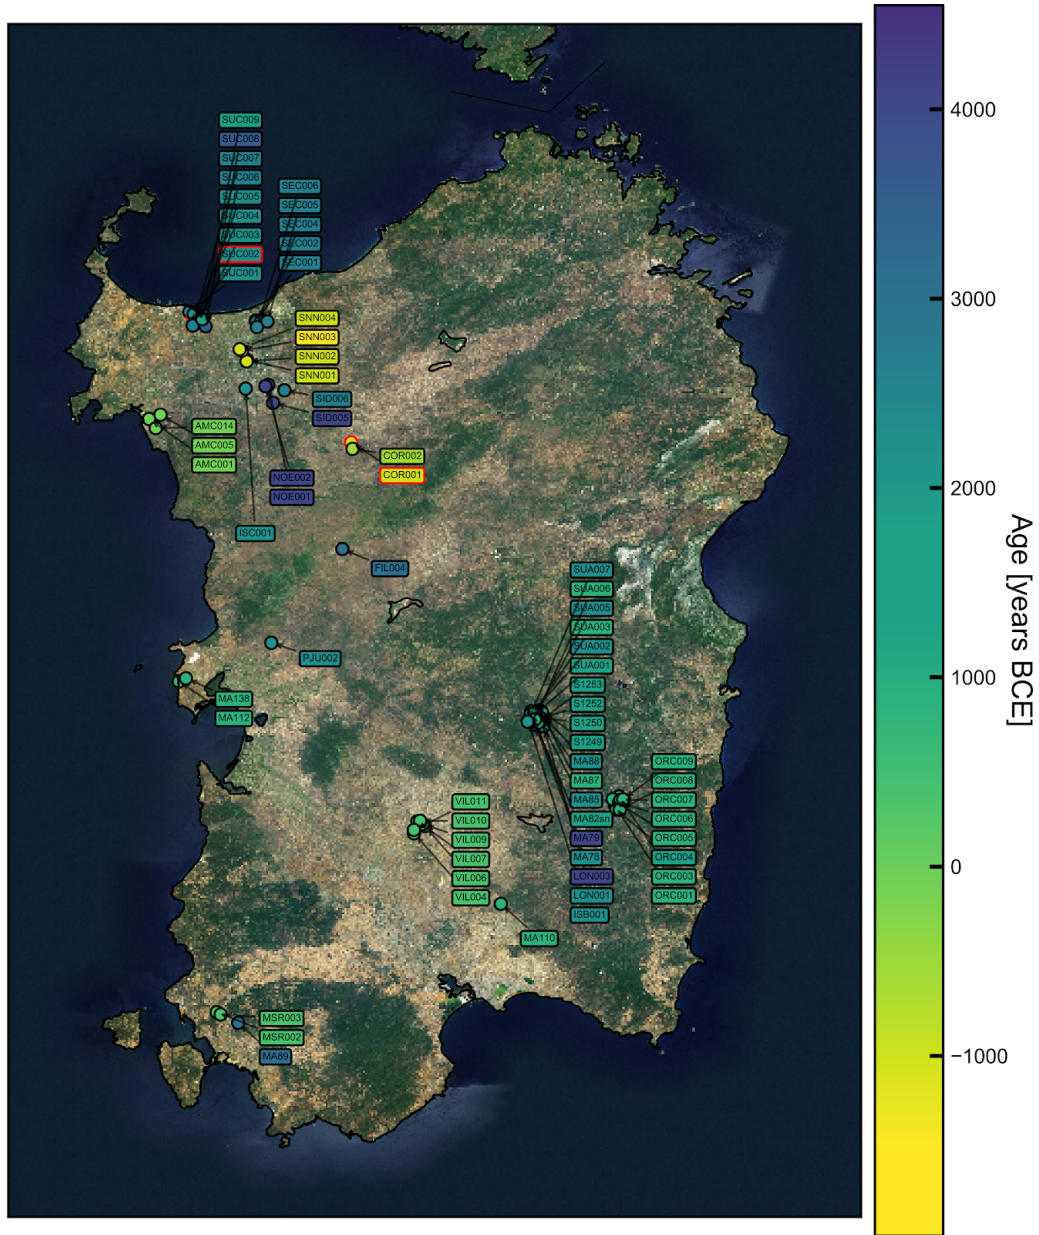 SUC009
SUC008
SUC007
SUC006
SUC005
SUC004
SUC003
SUC002
SUC001
SEC006
SEC005
SEC004
SEC002
SEC001
SNN004
SNN003
SNN002
SNN001
SID006
SID005
AMC014
AMC005
AMC001
COR002
COR001
NOE002
NOE001
ISC001
FIL004
PJU002
MA138
MA112
SUA007
SUA006
SUA005
SUA003
SUA002
SUA001
S1253
S1252
S1250
S1249
MA88
MA87
MA85
MA82sn
MA79
MA78
LON003
LON001
ISB001
ORC009
ORC008
ORC007
ORC006
ORC005
ORC004
ORC003
ORC001
VIL011
VIL010
VIL009
VIL007
VIL006
VIL004
MA110
MSR003
MSR002
MA89
4000
3000
2000
1000
0
−1000
Age [years BCE]